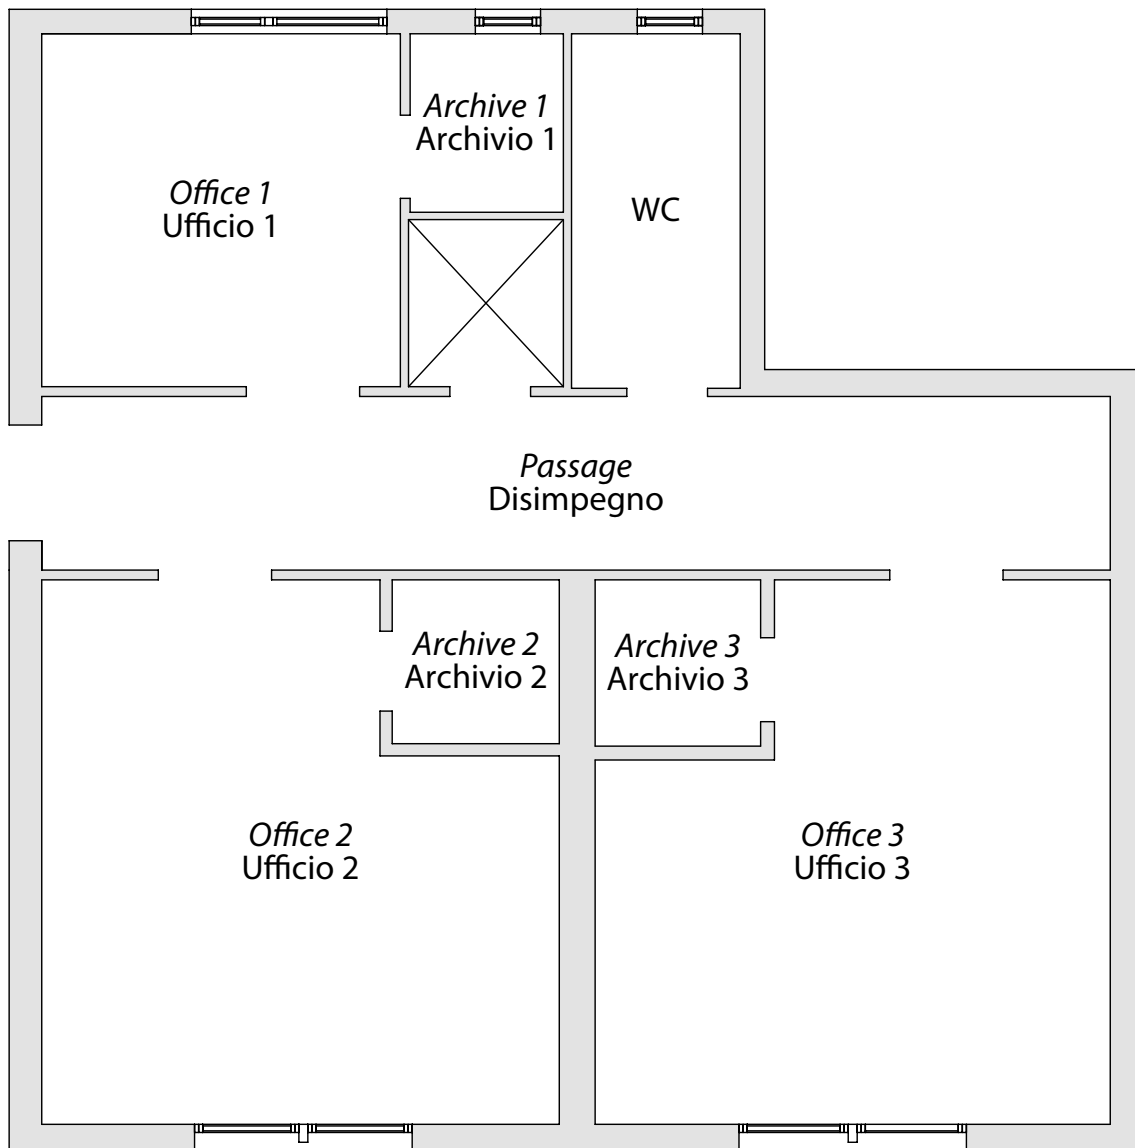 Archive 1
Archivio 1
Office 1
Ufficio 1
WC
Passage
Disimpegno
Archive 2
Archivio 2
Archive 3
Archivio 3
Office 2
Ufficio 2
Office 3
Ufficio 3